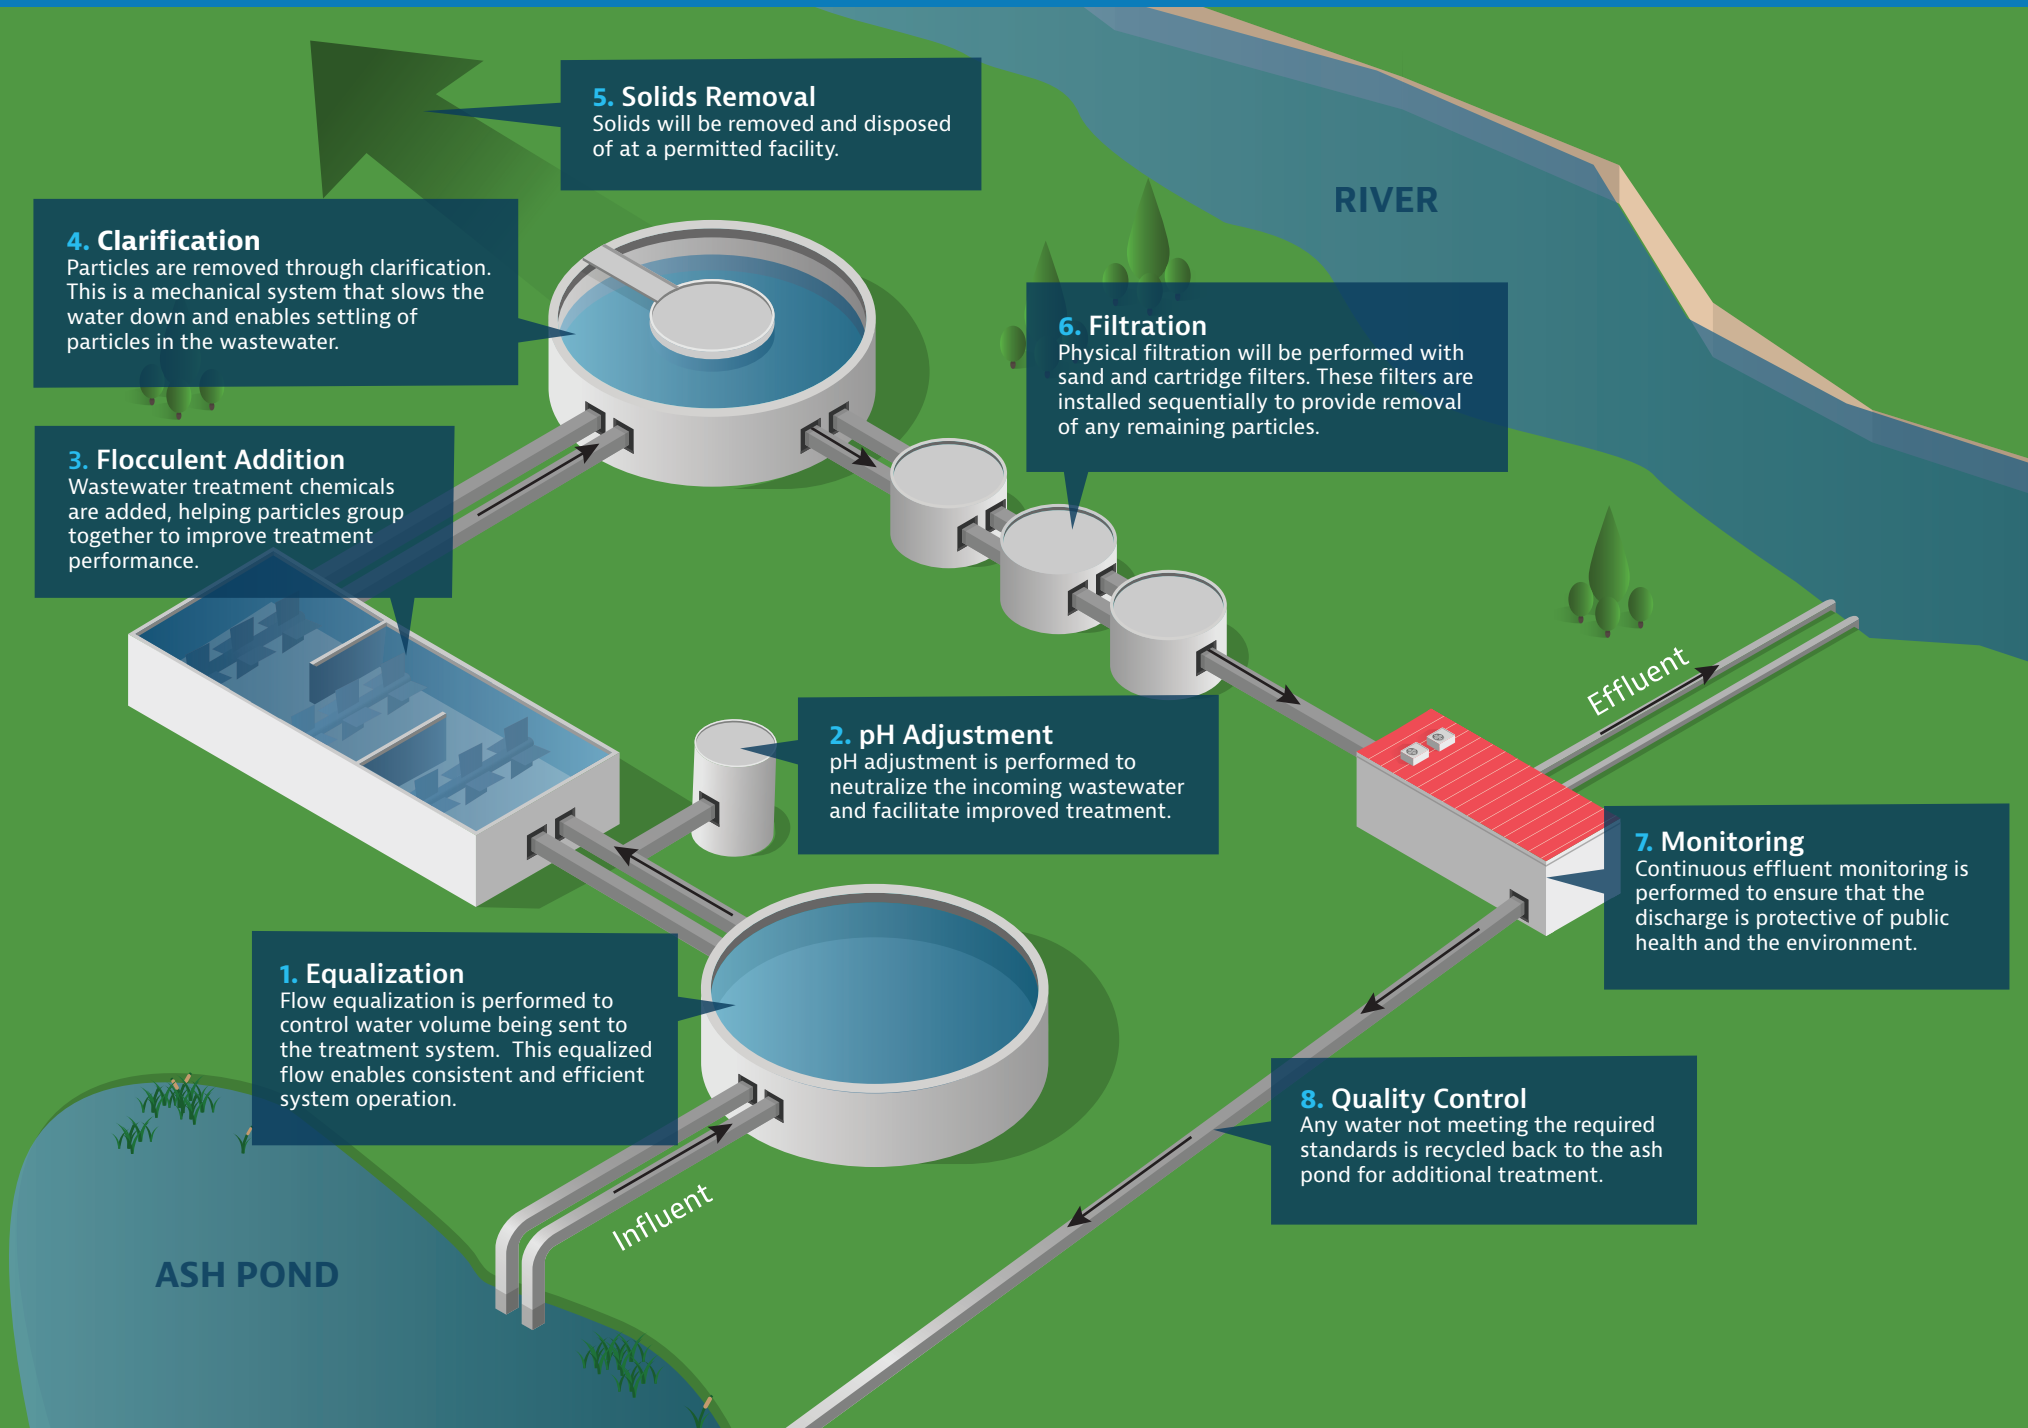 5. Solids Removal
Solids will be removed and disposed
of at a permitted facility.
RIVER
4. Clarification
Particles are removed through clarification.
This is a mechanical system that slows the
water down and enables settling of
particles in the wastewater.
6. Filtration
Physical filtration will be performed with
sand and cartridge filters. These filters are
installed sequentially to provide removal
of any remaining particles.
3. Flocculent Addition
Wastewater treatment chemicals
are added, helping particles group
together to improve treatment
performance.
Effluent
2. pH Adjustment
pH adjustment is performed to
neutralize the incoming wastewater
and facilitate improved treatment.
7. Monitoring
Continuous effluent monitoring is
performed to ensure that the
discharge is protective of public
health and the environment.
1. Equalization
Flow equalization is performed to
control water volume being sent to
the treatment system. This equalized
flow enables consistent and efficient
system operation.
8. Quality Control
Any water not meeting the required
standards is recycled back to the ash
pond for additional treatment.
Influent
ASH POND